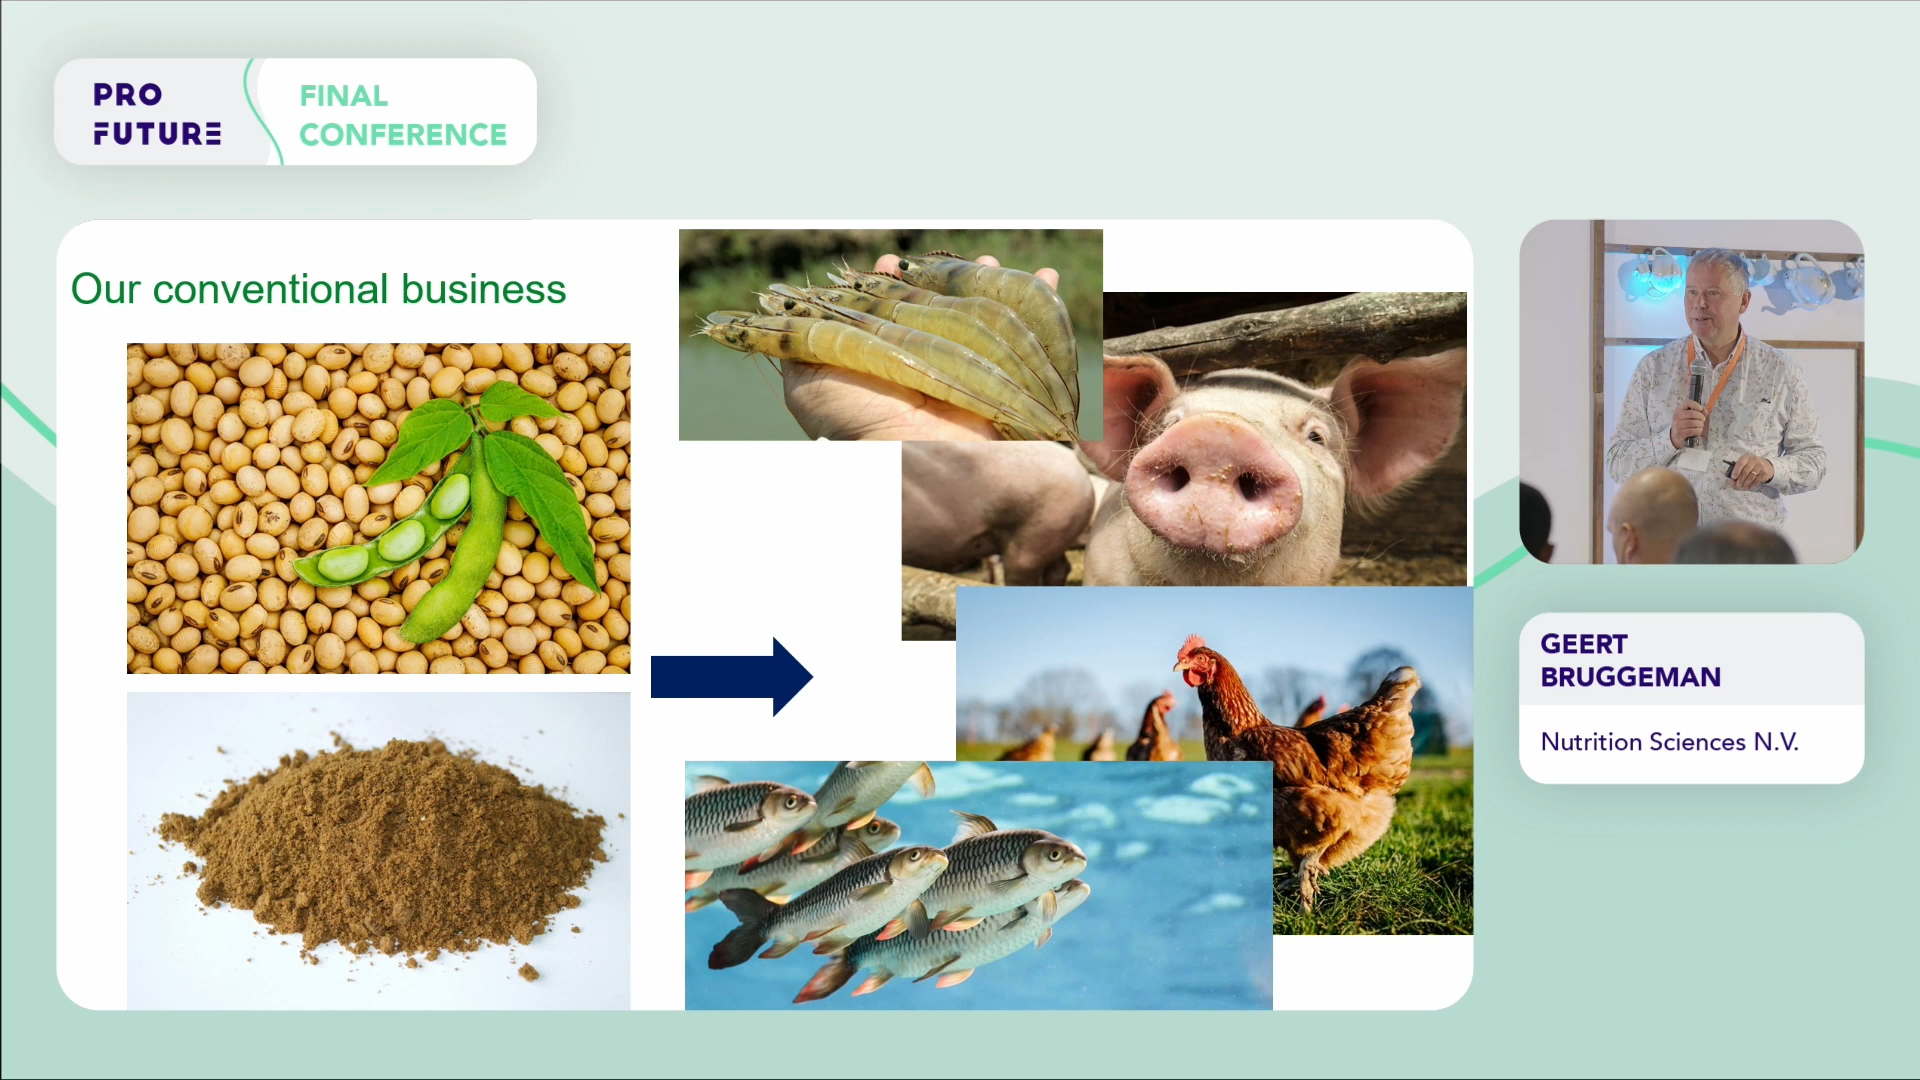 PRO
FUTURE
FINAL
CONFERENCE
Our conventional business
GEERT
BRUGGEMAN
Nutrition Sciences N.V.